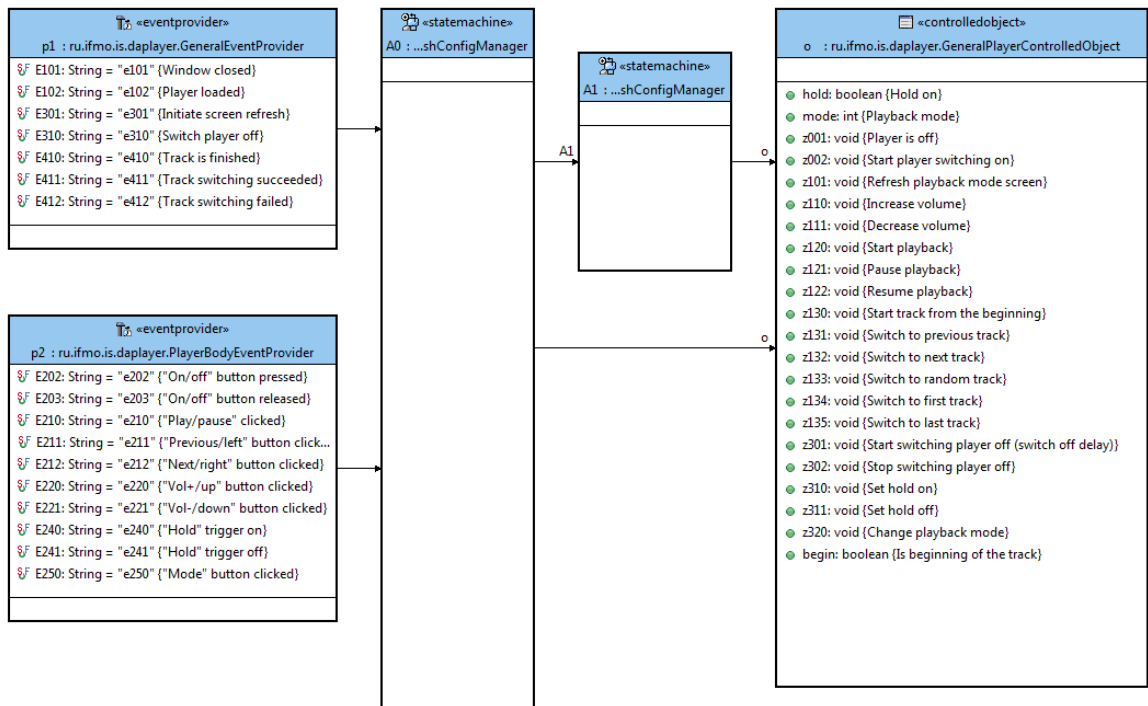 «eventprovider»
p1 : ru.ifmo.is.daplayer.GeneralEventProvider
E101: String = "e101" {Window closed}
E102: String = "e102" {Player loaded}
E301: String = "e301" {Initiate screen refresh}
E310: String = "e310" {Switch player off}
E410: String = "e410" {Track is finished}
E411: String = "e411" {Track switching succeeded}
E412: String = "e412" {Track switching failed}
«eventprovider»
p2 : ru.ifmo.is.daplayer.PlayerBodyEventProvider
E202: String = "e202" {"On/off" button pressed}
E203: String = "e203" {"On/off" button released}
E210: String = "e210" {"Play/pause" clicked}
E211: String = "e211" {"Previous/left" button click...
E212: String = "e212" {"Next/right" button clicked}
E220: String = "e220" {"Vol+/up" button clicked}
E221: String = "e221" {"Vol-/down" button clicked}
E240: String = "e240" {"Hold" trigger on}
E241: String = "e241" {"Hold" trigger off}
E250: String = "e250" {"Mode" button clicked}
«statemachine»
A0 : ...shConfigManager
A1
«statemachine»
A1 : ...shConfigManager
o
o
«controlledobject»
o : ru.ifmo.is.daplayer.GeneralPlayerControlledObject
hold: boolean {Hold on}
mode: int {Playback mode}
z001: void {Player is off}
z002: void {Start player switching on}
z101: void {Refresh playback mode screen}
z110: void {Increase volume}
z111: void {Decrease volume}
z120: void {Start playback}
z121: void {Pause playback}
z122: void {Resume playback}
z130: void {Start track from the beginning}
z131: void {Switch to previous track}
z132: void {Switch to next track}
z133: void {Switch to random track}
z134: void {Switch to first track}
z135: void {Switch to last track}
z301: void {Start switching player off (switch off delay)}
z302: void {Stop switching player off}
z310: void {Set hold on}
z311: void {Set hold off}
z320: void {Change playback mode}
begin: boolean {Is beginning of the track}